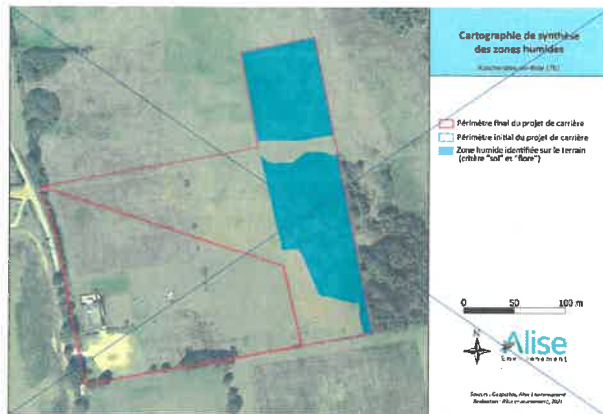 Cartographie de synthèse
des zones humides
Périmètre final du projet de carrière
Périmètre initial du projet de carrière
Zone humide identifiée sur le terrain
(critère "sol" et "flore")
0 50 100 m
N
Alise
Environnement